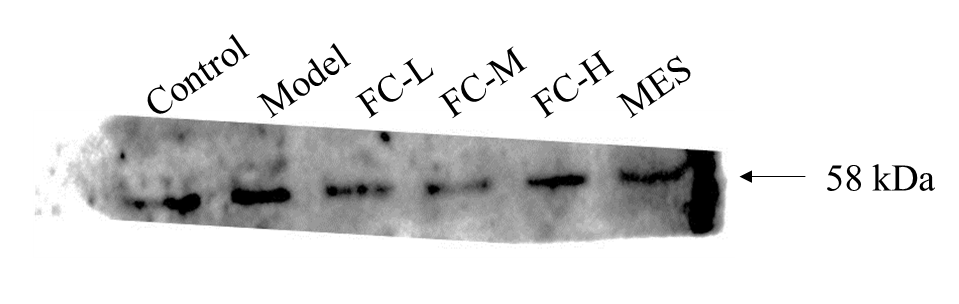 Control
Model
FC-L
FC-M
FC-H
MES
58 kDa